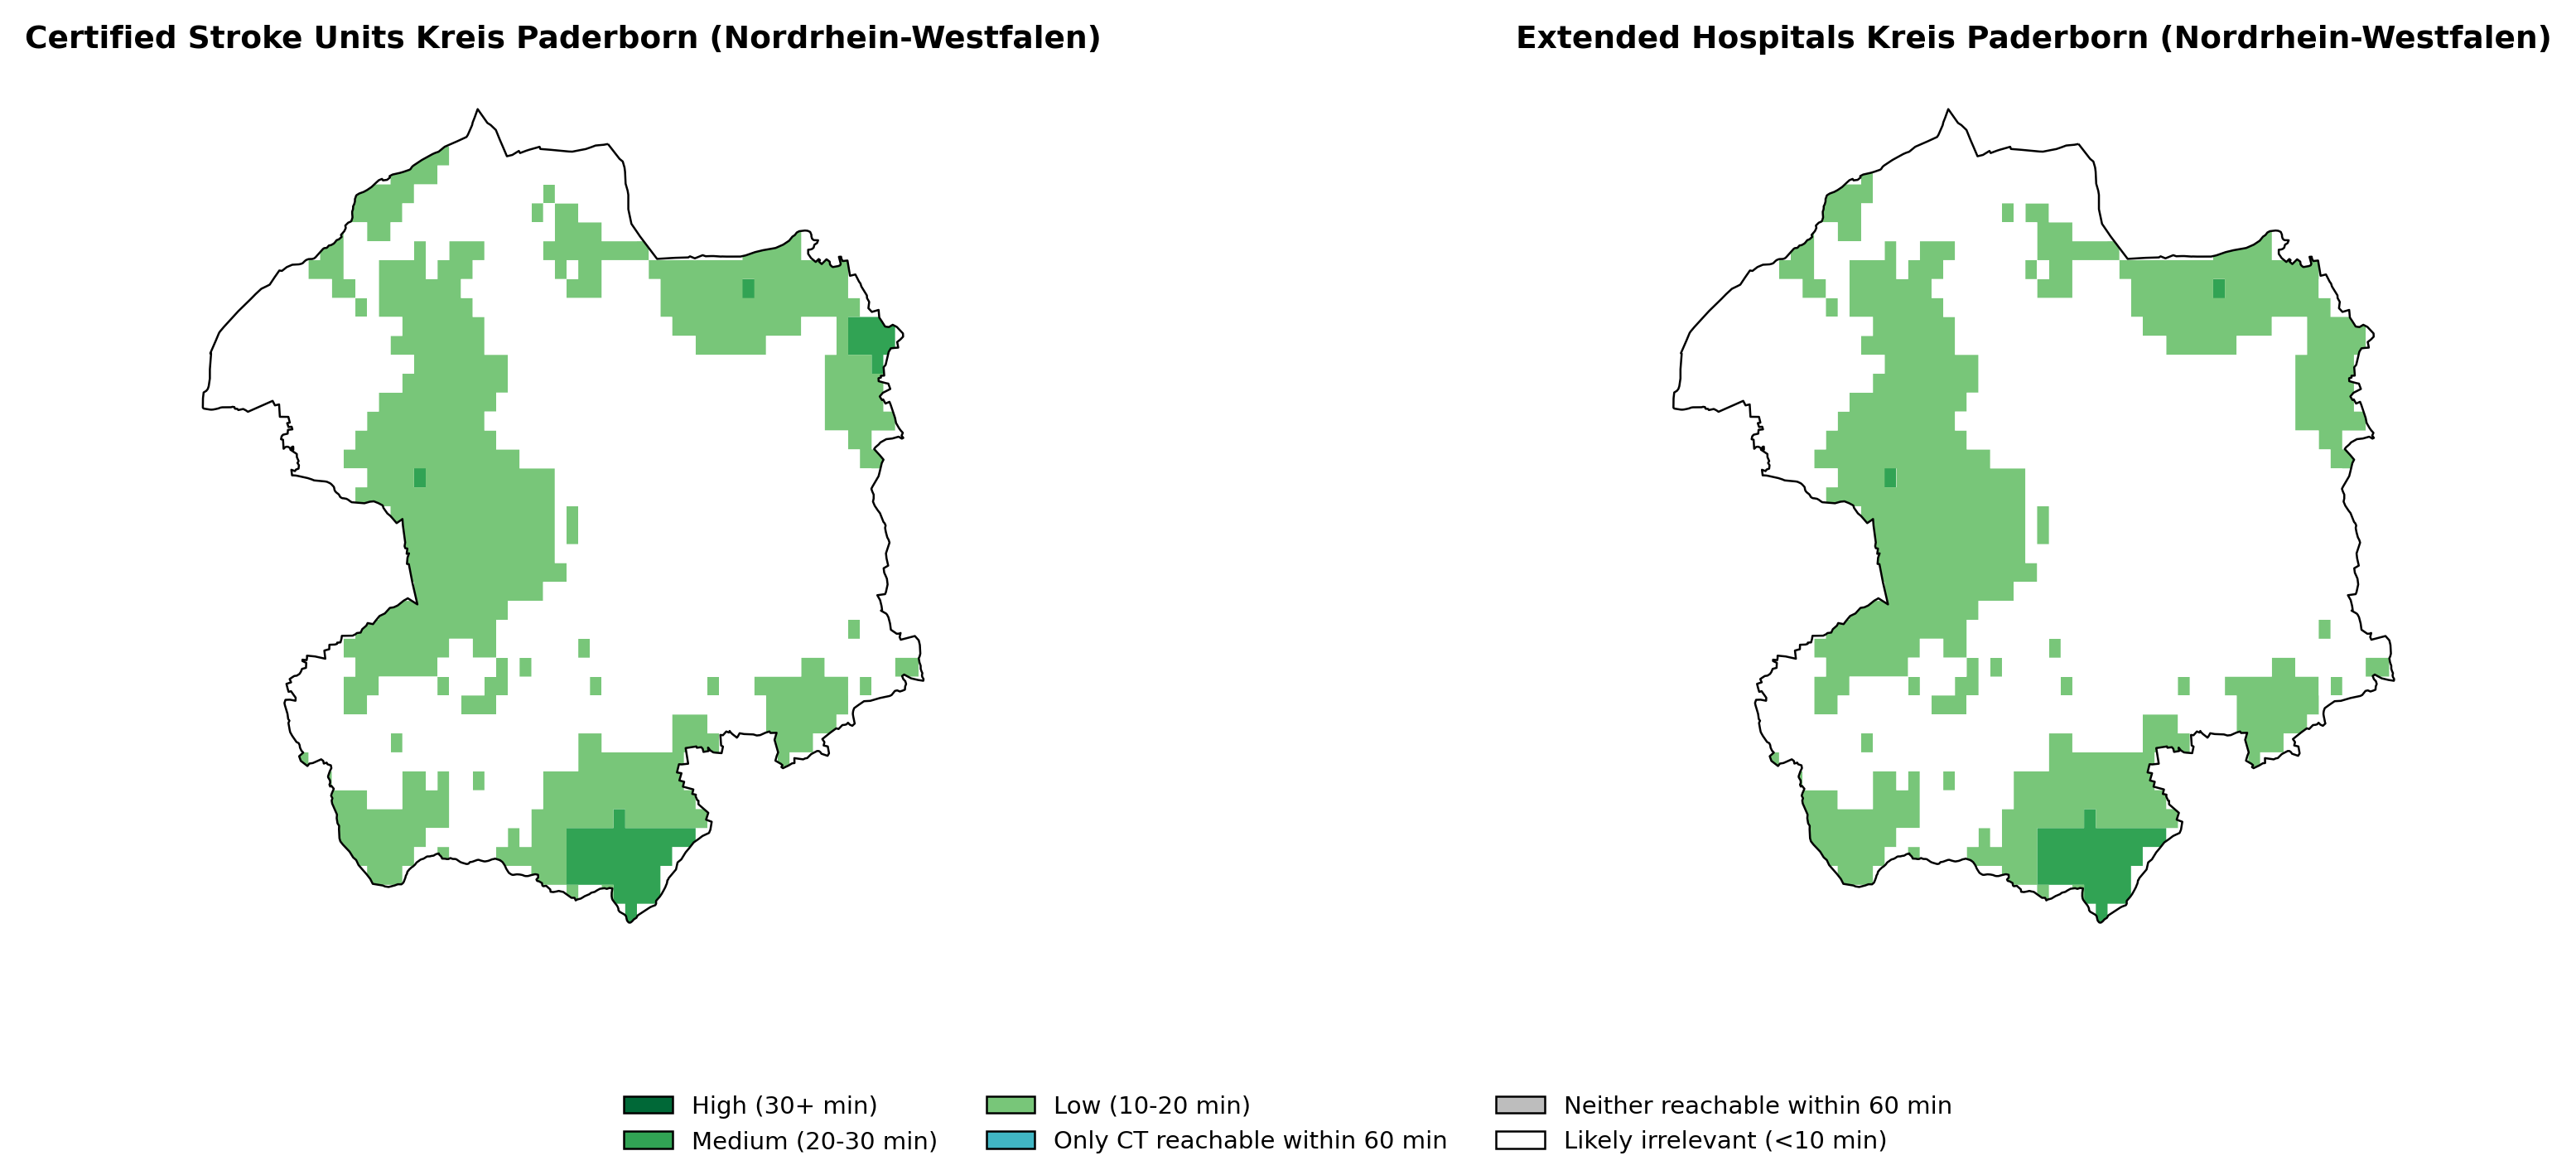 Certified Stroke Units Kreis Paderborn (Nordrhein-Westfalen)
Extended Hospitals Kreis Paderborn (Nordrhein-Westfalen)
High (30+ min)
Medium (20-30 min)
Low (10-20 min)
Only CT reachable within 60 min
Neither reachable within 60 min
Likely irrelevant (<10 min)